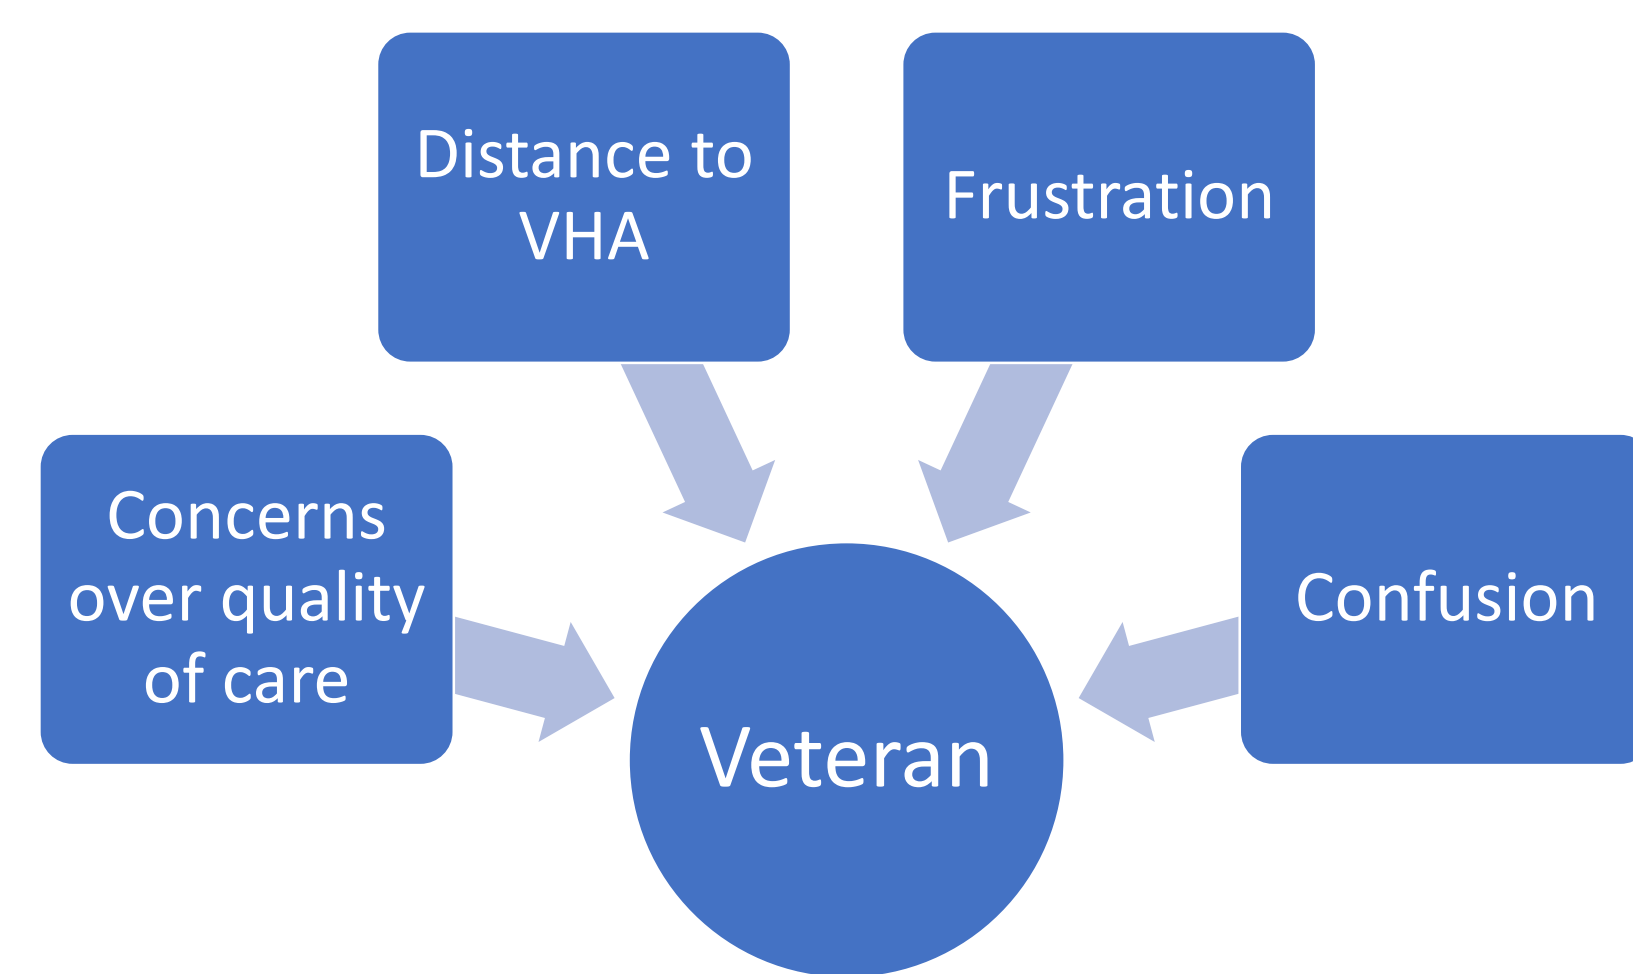 Distance to
VHA
Frustration
Concerns
over quality
of care
Confusion
Veteran